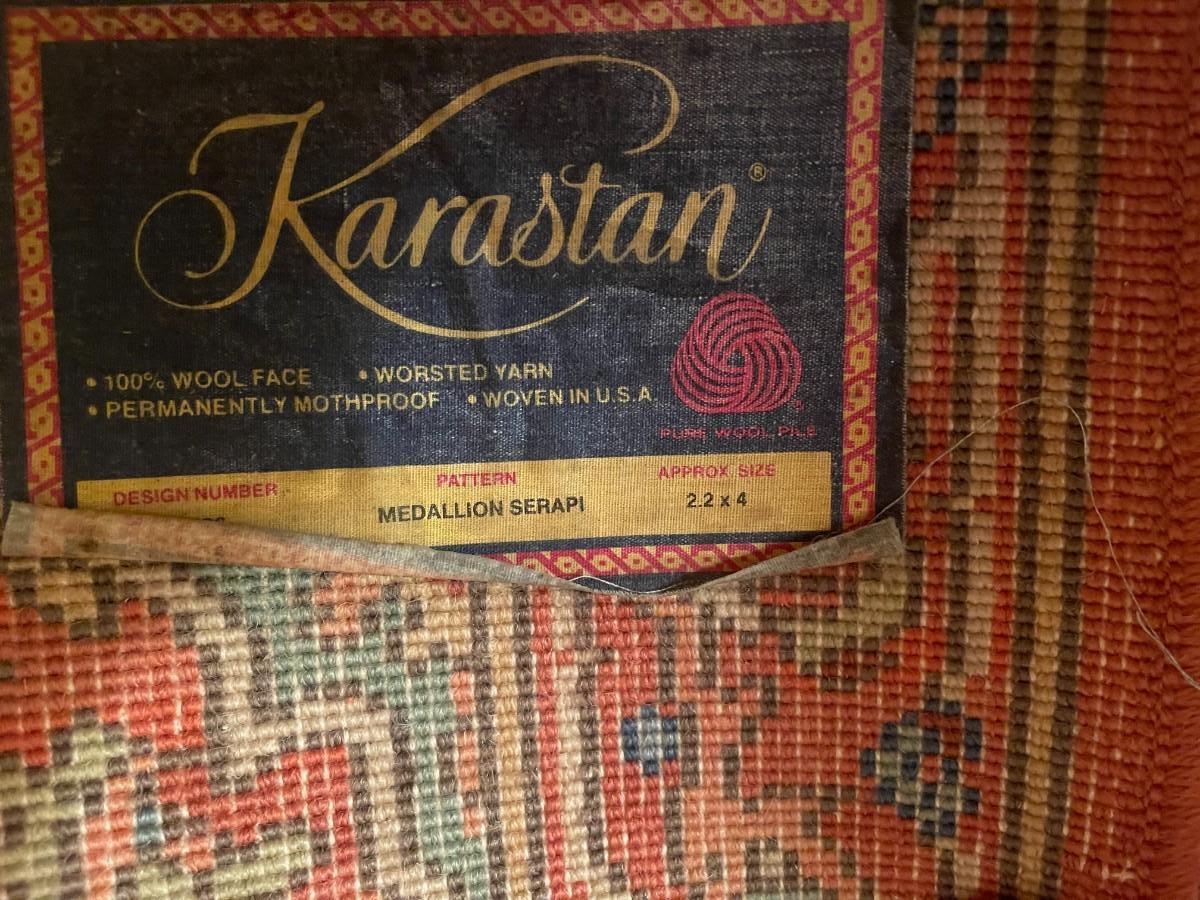 Karastan®
• 100% WOOL FACE • WORSTED YARN
• PERMANENTLY MOTHPROOF • WOVEN IN U.S.A.
PURE WOOL PILE
DESIGN NUMBER PATTERN APPROX. SIZE
MEDALLION SERAPI 2.2 x 4